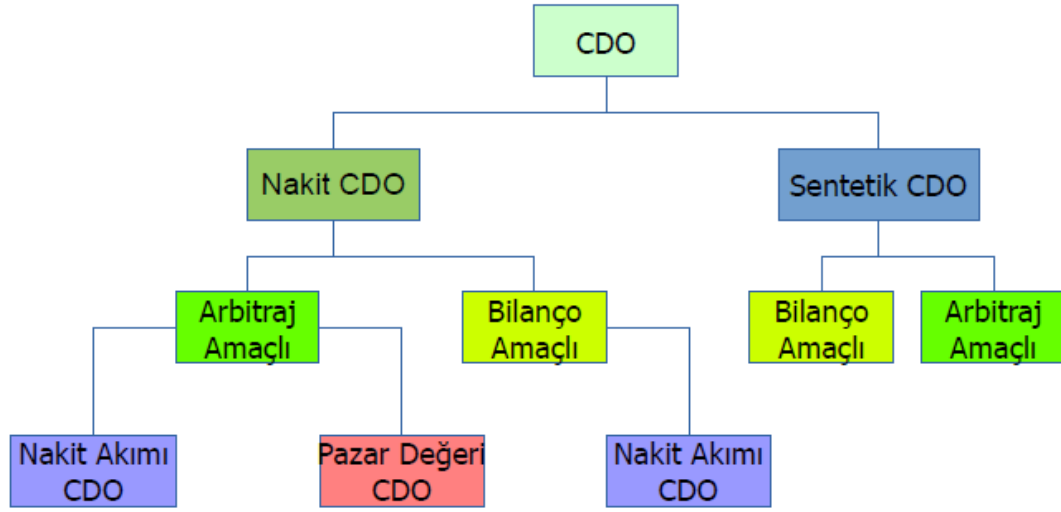 CDO
Nakit CDO
Sentetik CDO
Arbitraj
Amaçlı
Bilanço
Amaçlı
Bilanço
Amaçlı
Arbitraj
Amaçlı
Nakit Akımı
CDO
Pazar Değeri
CDO
Nakit Akımı
CDO